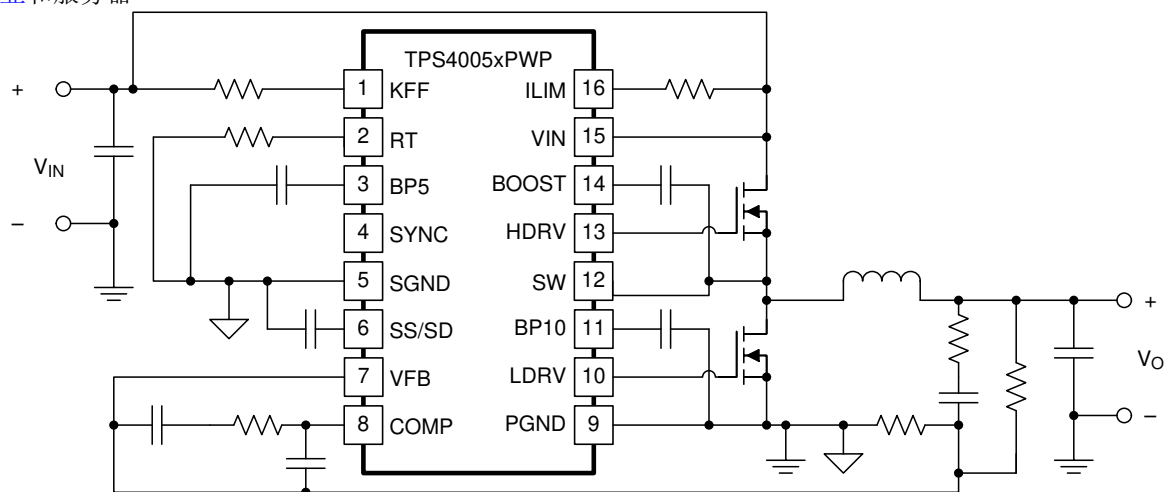 和服务器
TPS4005xPWP
+
1 KFF
ILIM 16
2 RT
VIN 15
VIN
3 BP5
BOOST 14
4 SYNC
HDRV 13
–
5 SGND
SW 12
+
6 SS/SD
BP10 11
VO
7 VFB
LDRV 10
8 COMP
PGND 9
–